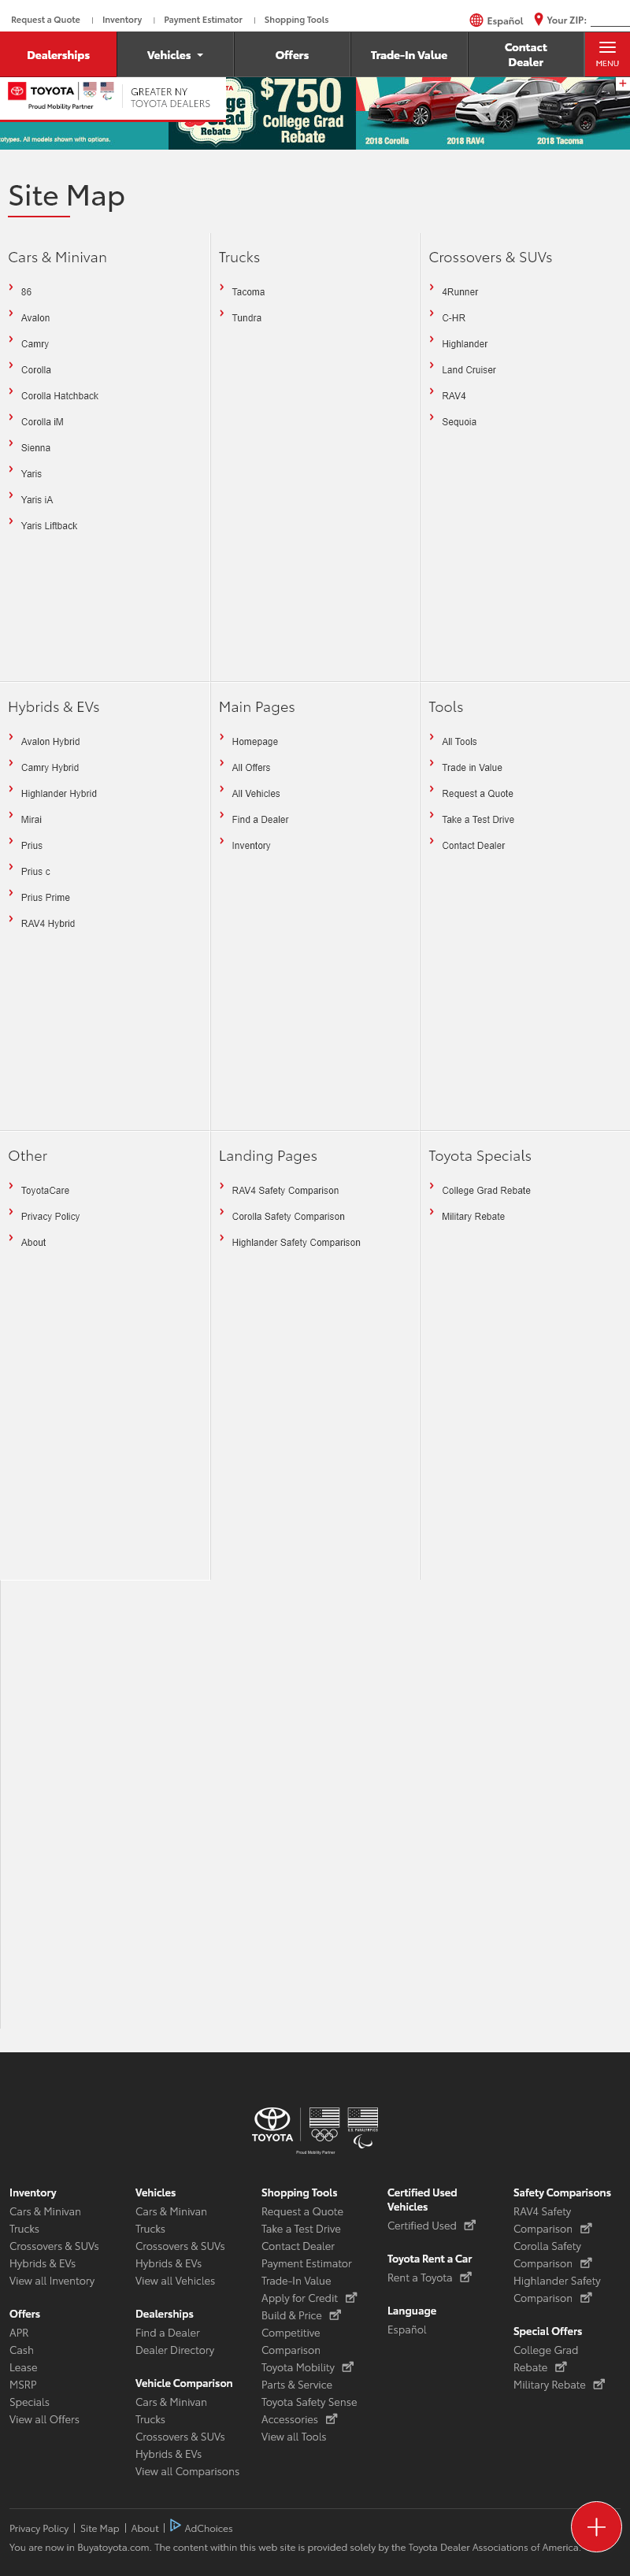 Request a Quote | Inventory | Payment Estimator | Shopping Tools
Español Your ZIP:
Dealerships Vehicles Offers Trade-In Value Contact Dealer MENU
TOYOTA
Proud Mobility Partner
GREATER NY
TOYOTA DEALERS
College
Grad
Rebate
$750
College Grad
Rebate
2018 Corolla 2018 RAV4 2018 Tacoma
All models shown with options.
Site Map
Cars & Minivan
86
Avalon
Camry
Corolla
Corolla Hatchback
Corolla iM
Sienna
Yaris
Yaris iA
Yaris Liftback
Trucks
Tacoma
Tundra
Crossovers & SUVs
4Runner
C-HR
Highlander
Land Cruiser
RAV4
Sequoia
Hybrids & EVs
Avalon Hybrid
Camry Hybrid
Highlander Hybrid
Mirai
Prius
Prius c
Prius Prime
RAV4 Hybrid
Main Pages
Homepage
All Offers
All Vehicles
Find a Dealer
Inventory
Tools
All Tools
Trade in Value
Request a Quote
Take a Test Drive
Contact Dealer
Other
ToyotaCare
Privacy Policy
About
Landing Pages
RAV4 Safety Comparison
Corolla Safety Comparison
Highlander Safety Comparison
Toyota Specials
College Grad Rebate
Military Rebate
TOYOTA
U.S. PARALYMPICS
Proud Mobility Partner
Inventory
Cars & Minivan
Trucks
Crossovers & SUVs
Hybrids & EVs
View all Inventory
Offers
APR
Cash
Lease
MSRP
Specials
View all Offers
Vehicles
Cars & Minivan
Trucks
Crossovers & SUVs
Hybrids & EVs
View all Vehicles
Dealerships
Find a Dealer
Dealer Directory
Vehicle Comparison
Cars & Minivan
Trucks
Crossovers & SUVs
Hybrids & EVs
View all Comparisons
Shopping Tools
Request a Quote
Take a Test Drive
Contact Dealer
Payment Estimator
Trade-In Value
Apply for Credit
Build & Price
Competitive
Comparison
Toyota Mobility
Parts & Service
Toyota Safety Sense
Accessories
View all Tools
Certified Used
Vehicles
Certified Used
Toyota Rent a Car
Rent a Toyota
Language
Español
Safety Comparisons
RAV4 Safety
Comparison
Corolla Safety
Comparison
Highlander Safety
Comparison
Special Offers
College Grad
Rebate
Military Rebate
Privacy Policy | Site Map | About | AdChoices
You are now in Buyatoyota.com. The content within this web site is provided solely by the Toyota Dealer Associations of America.